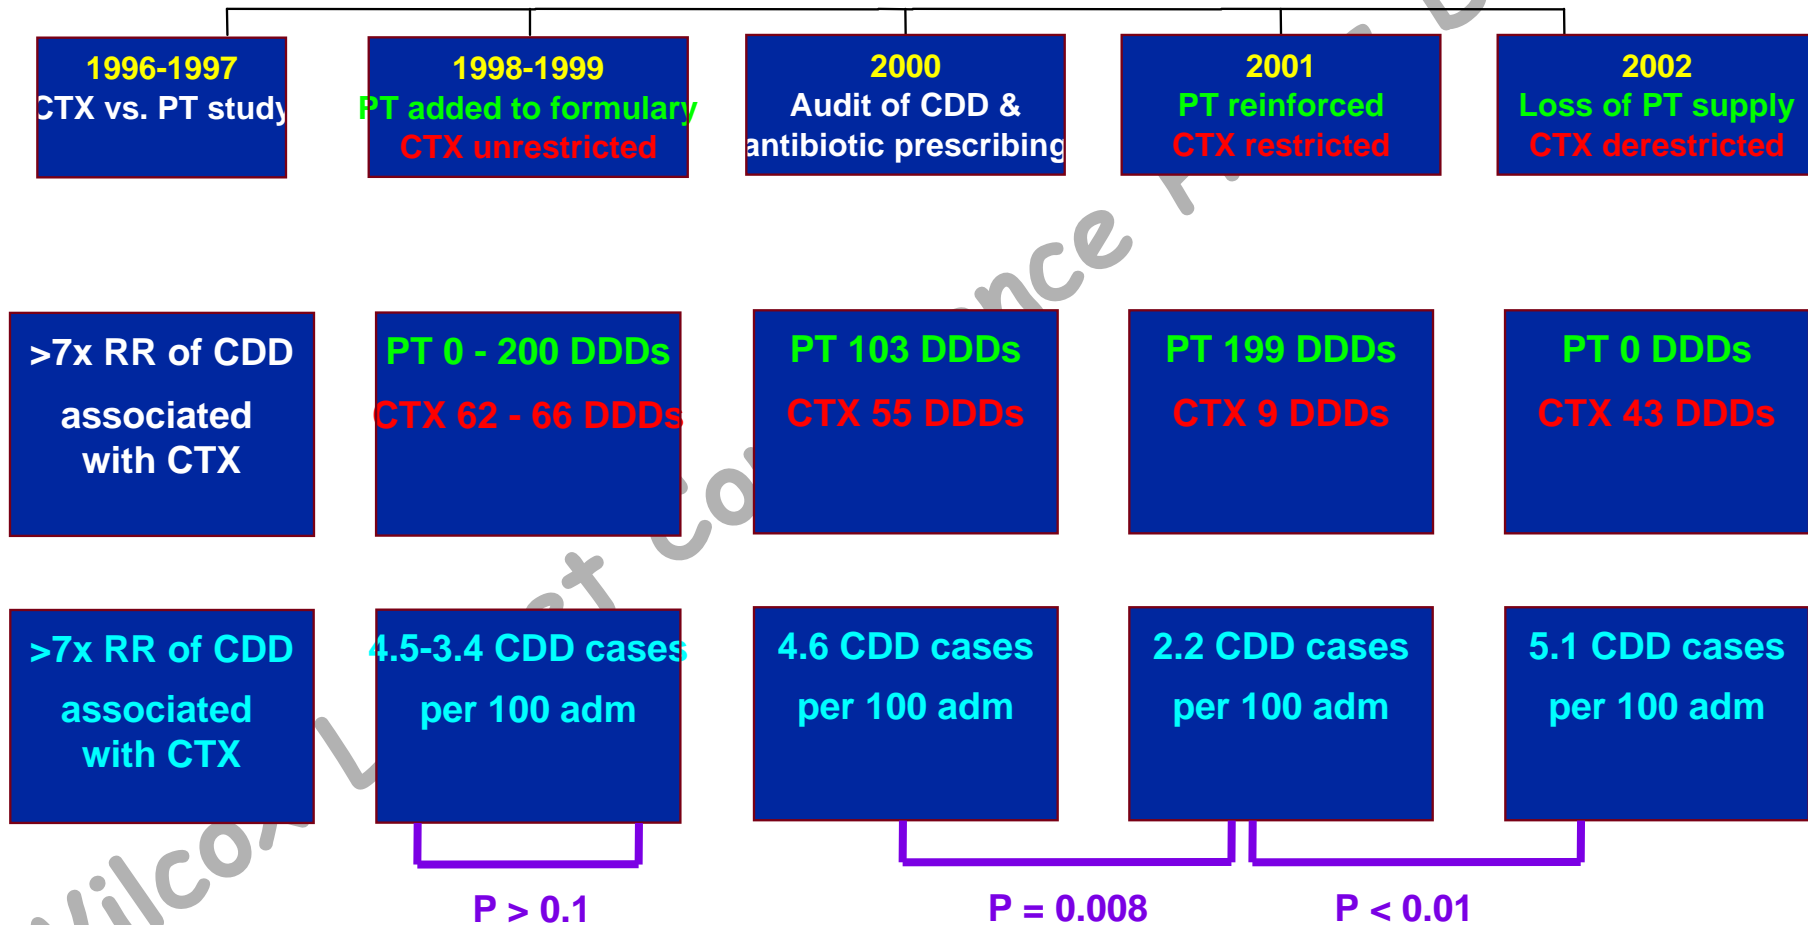 1996-1997
CTX vs. PT study
1998-1999
PT added to formulary
CTX unrestricted
2000
Audit of CDD &
antibiotic prescribing
2001
PT reinforced
CTX restricted
2002
Loss of PT supply
CTX derestricted
>7x RR of CDD
associated
with CTX
PT 0 - 200 DDDs
CTX 62 - 66 DDDs
PT 103 DDDs
CTX 55 DDDs
PT 199 DDDs
CTX 9 DDDs
PT 0 DDDs
CTX 43 DDDs
>7x RR of CDD
associated
with CTX
4.5-3.4 CDD cases
per 100 adm
4.6 CDD cases
per 100 adm
2.2 CDD cases
per 100 adm
5.1 CDD cases
per 100 adm
P > 0.1
P = 0.008
P < 0.01
Wilcox